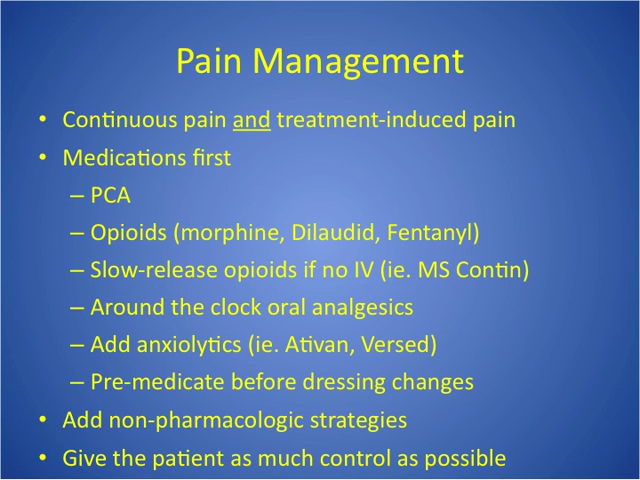 Pain Management
• Continuous pain and treatment-induced pain
• Medications first
– PCA
– Opioids (morphine, Dilaudid, Fentanyl)
– Slow-release opioids if no IV (ie. MS Contin)
– Around the clock oral analgesics
– Add anxiolytics (ie. Ativan, Versed)
– Pre-medicate before dressing changes
• Add non-pharmacologic strategies
• Give the patient as much control as possible